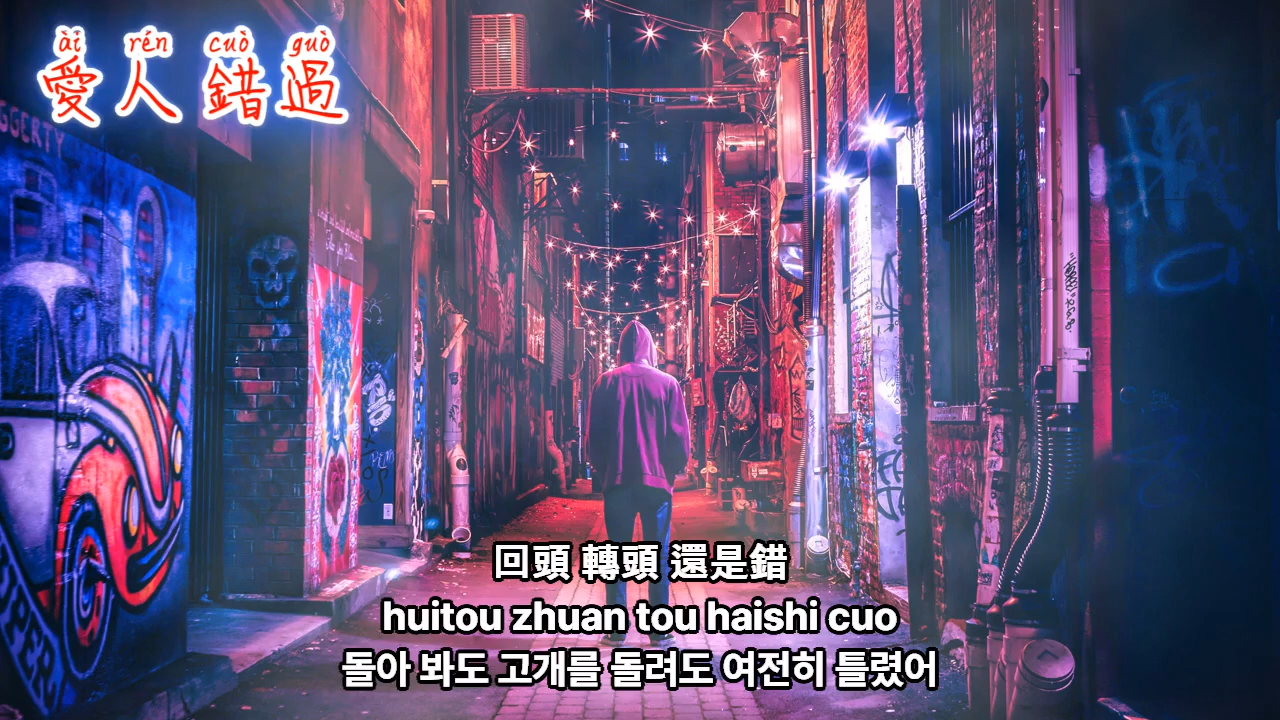 ài rén cuò guò
愛人錯過
GGERTY
回頭 轉頭 還是錯
huitou zhuan tou haishi cuo
돌아 봐도 고개를 돌려도 여전히 틀렸어